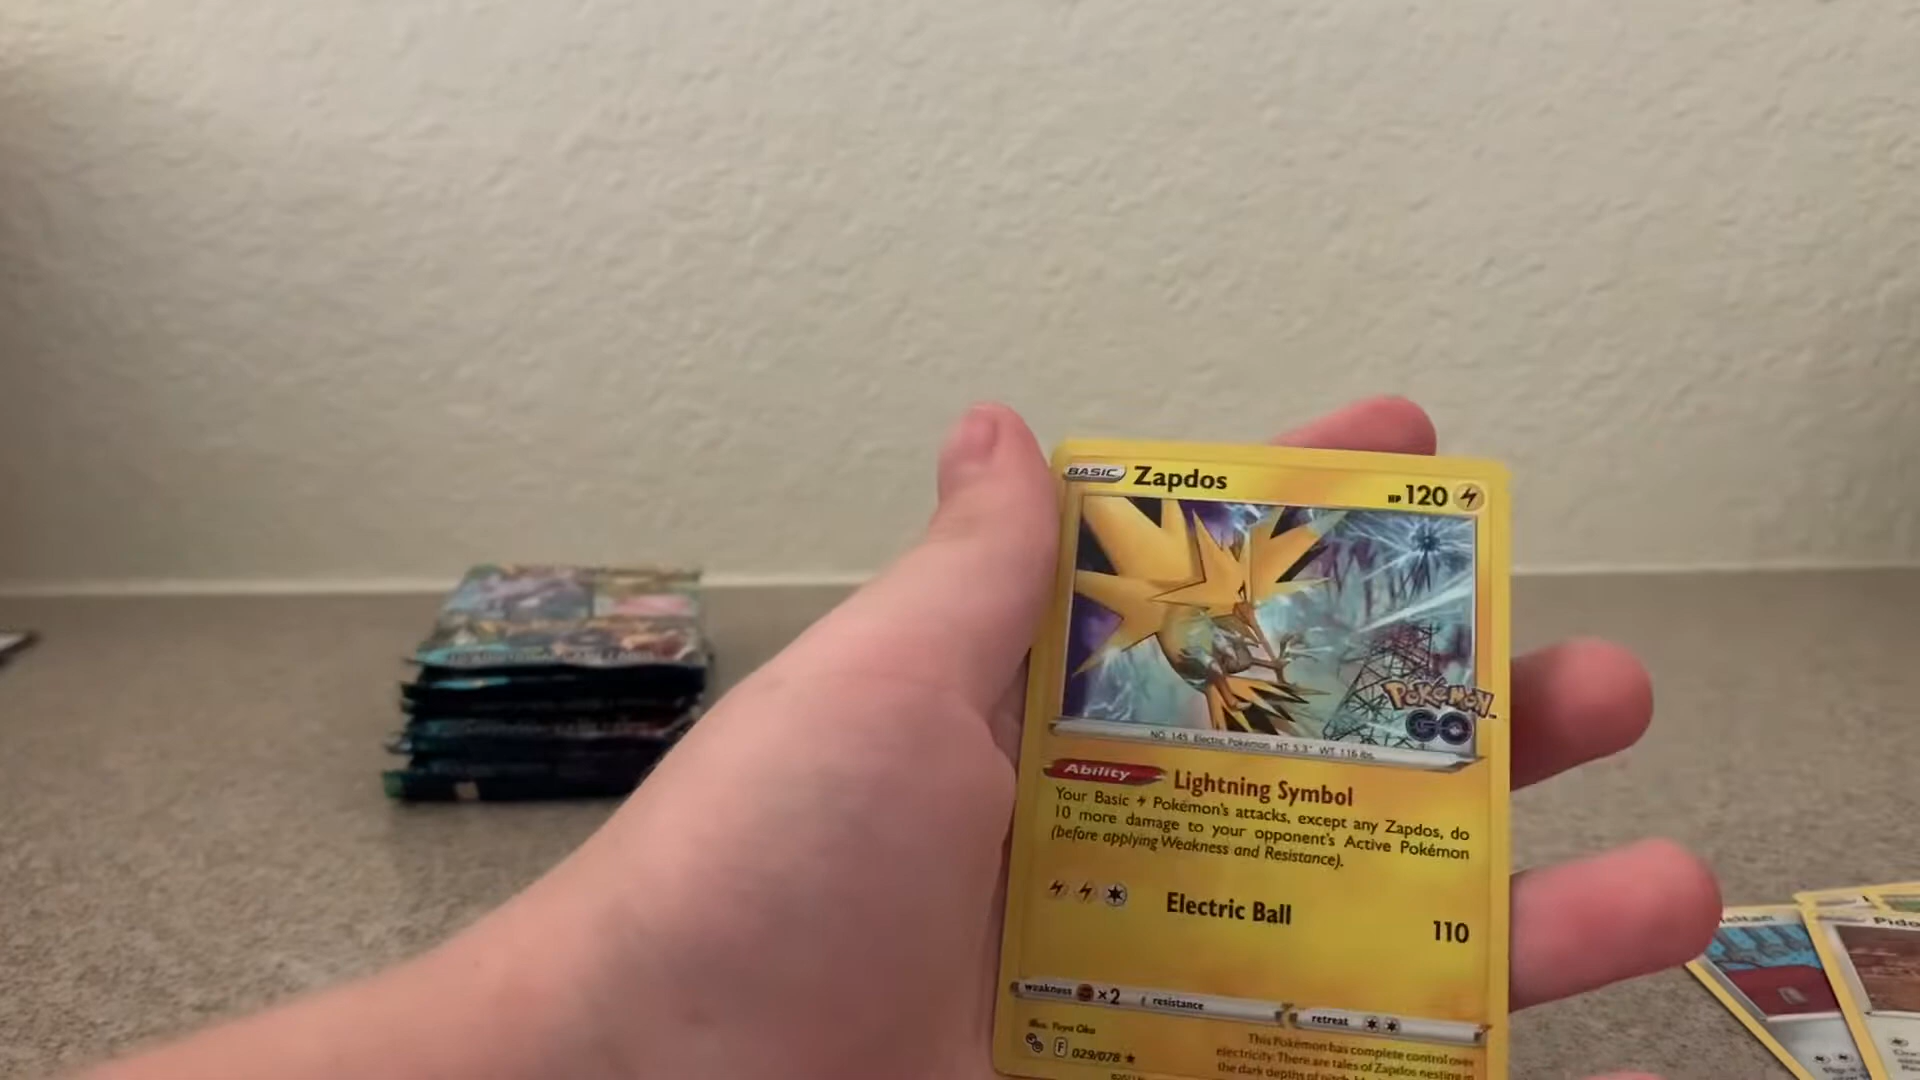 BASIC Zapdos HP 120
POKÉMON
GO
NO. 145 Electric Pokémon HT 5'3" WT 116 lbs.
Ability Lightning Symbol
Your Basic Pokémon's attacks, except any Zapdos, do
10 more damage to your opponent's Active Pokémon
(before applying Weakness and Resistance).
Electric Ball 110
weakness ×2 resistance retreat
Illus. Yuya Oka
F 029/078
This Pokémon has complete control over
electricity. There are tales of Zapdos nesting in
the dark depths of
Pido